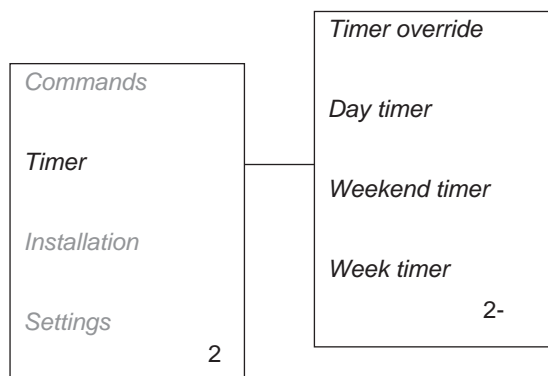 Commands
Timer
Installation
Settings
2
Timer override
Day timer
Weekend timer
Week timer
2-